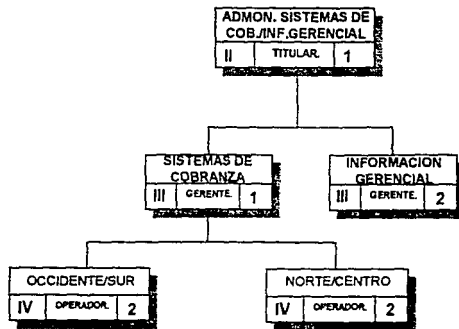 ADMON. SISTEMAS DE
COB./INF.GERENCIAL
II TITULAR. 1
SISTEMAS DE
COBRANZA
III GERENTE. 1
INFORMACION
GERENCIAL
III GERENTE. 2
OCCIDENTE/SUR
IV OPERADOR. 2
NORTE/CENTRO
IV OPERADOR. 2